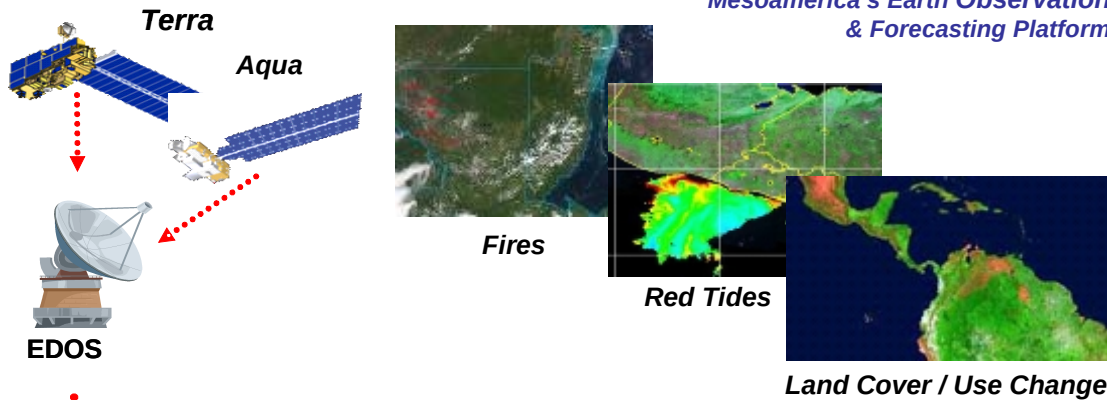 Mesoamerica's Earth Observation
& Forecasting Platform
Terra
Aqua
Fires
Red Tides
EDOS
Land Cover / Use Change